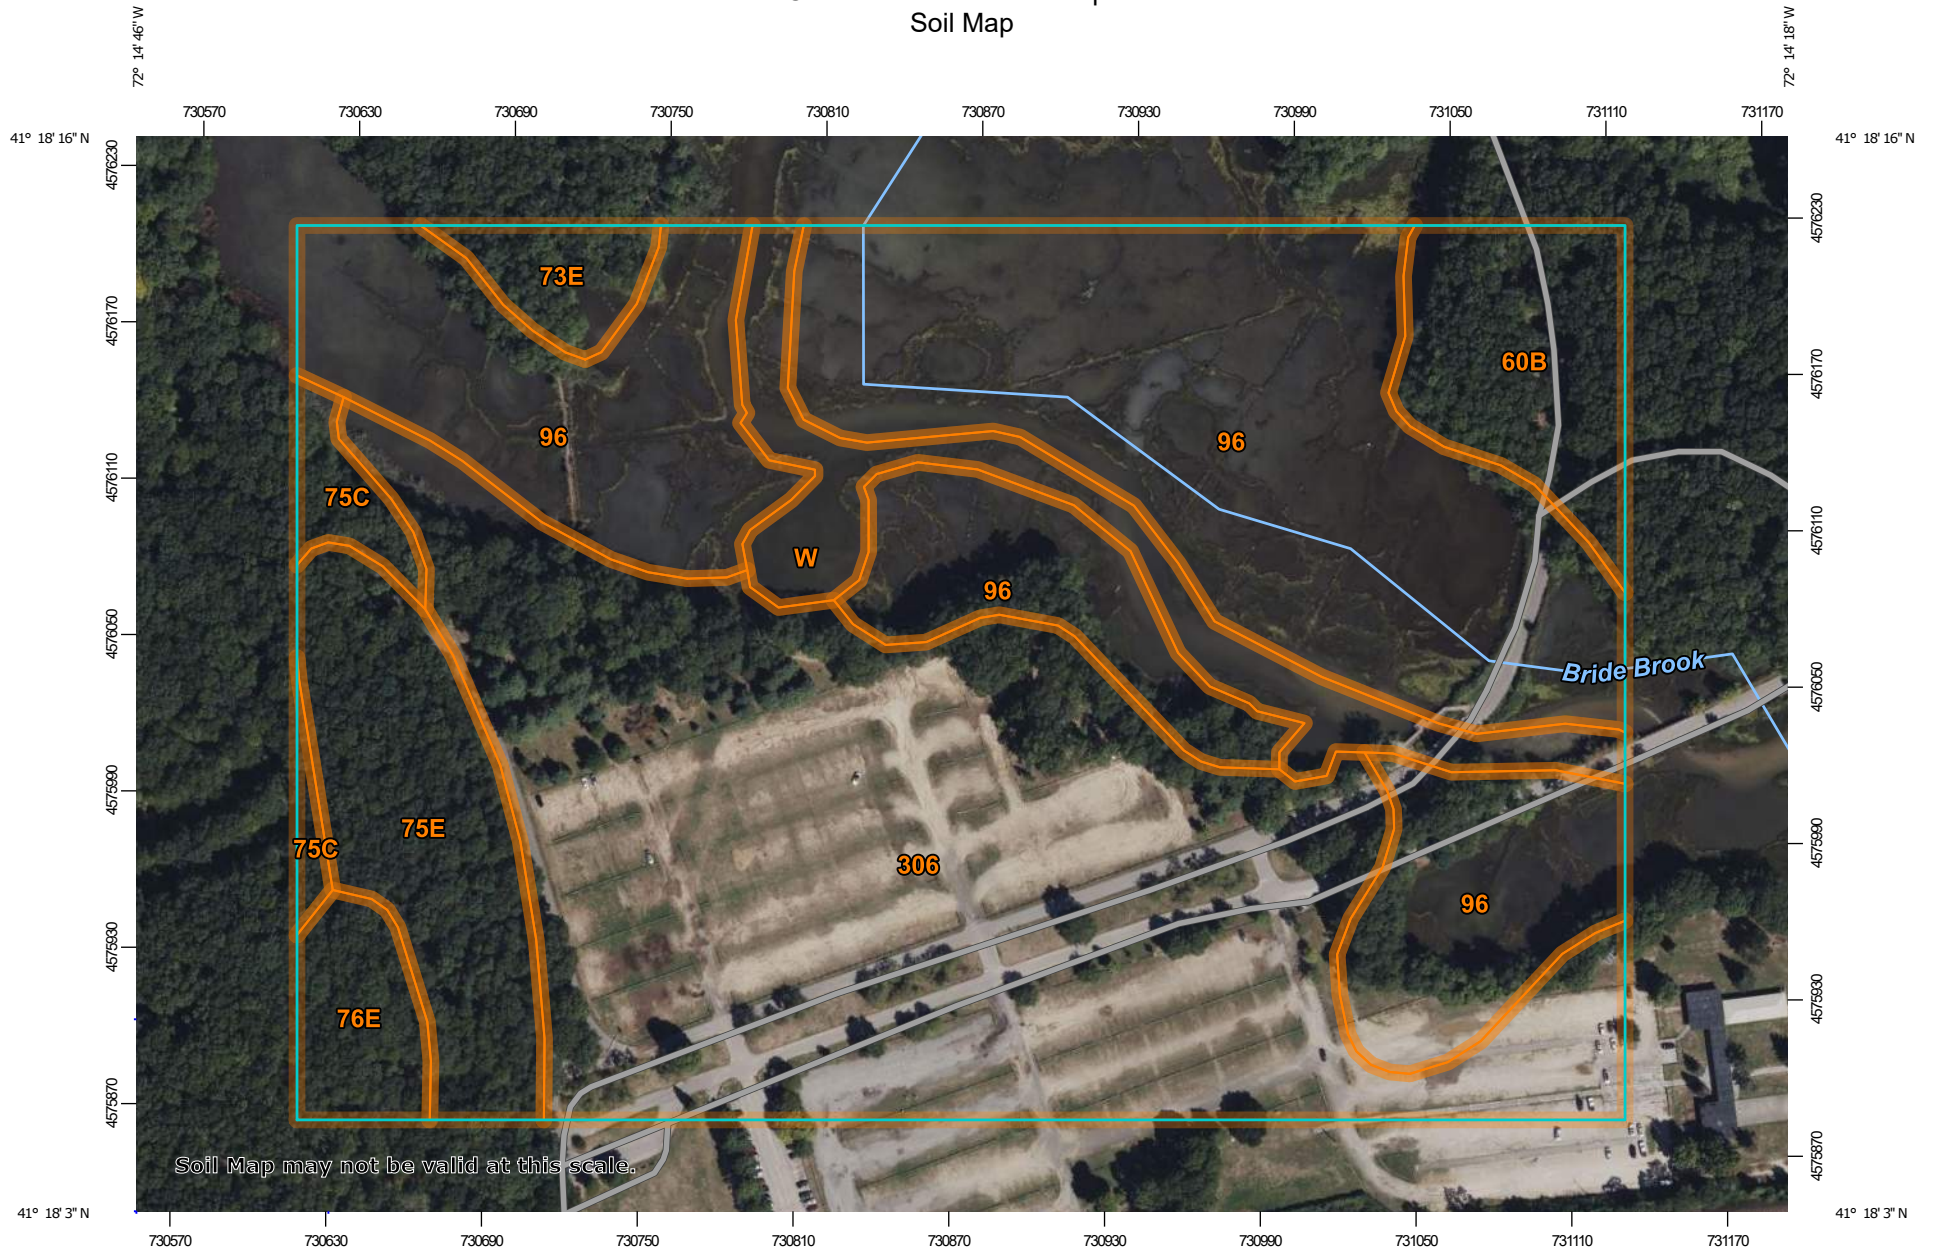 Soil Map
72° 14' 46'' W
72° 14' 18'' W
730570 730630 730690 730750 730810 730870 730930 730990 731050 731110 731170
41° 18' 16'' N
41° 18' 16'' N
4576230
4576170
4576110
4576050
4575990
4575930
4575870
4576230
4576170
4576110
4576050
4575990
4575930
4575870
73E
60B
96
96
75C
W
96
Bride Brook
75E
75C
306
96
76E
Soil Map may not be valid at this scale.
41° 18' 3'' N
41° 18' 3'' N
730570 730630 730690 730750 730810 730870 730930 730990 731050 731110 731170